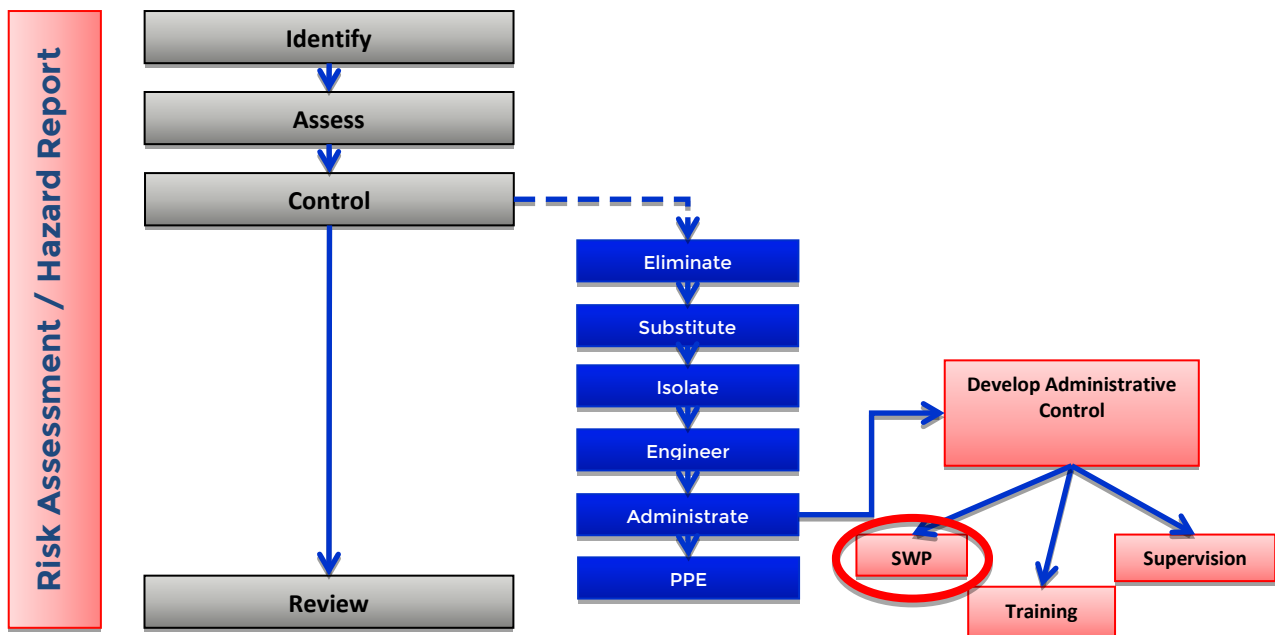 Risk Assessment / Hazard Report
Identify
Assess
Control
Eliminate
Substitute
Isolate
Engineer
Administrate
PPE
Develop Administrative
Control
SWP
Training
Supervision
Review